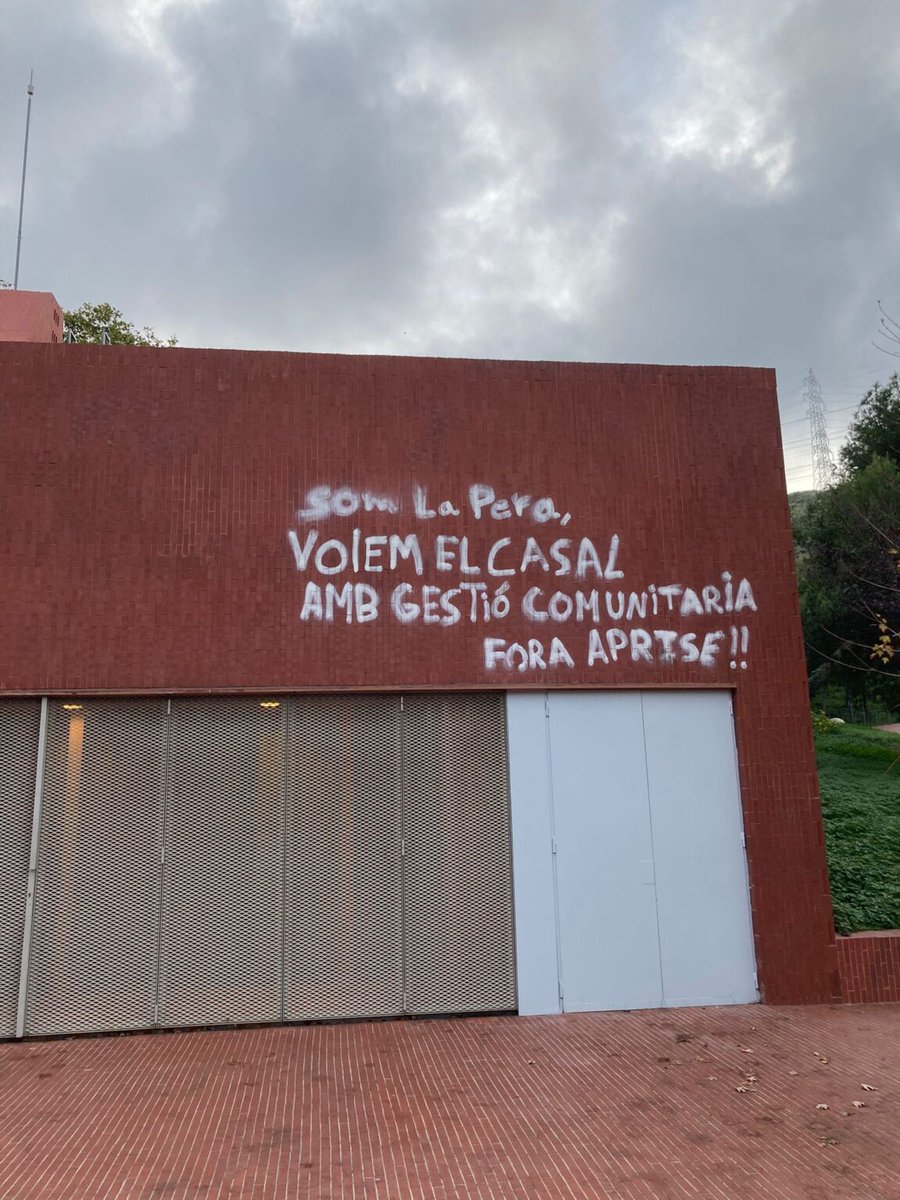 som La Pera,
VOLEM EL CASAL
AMB GESTIÓ COMUNITARIA
FORA APRISE!!